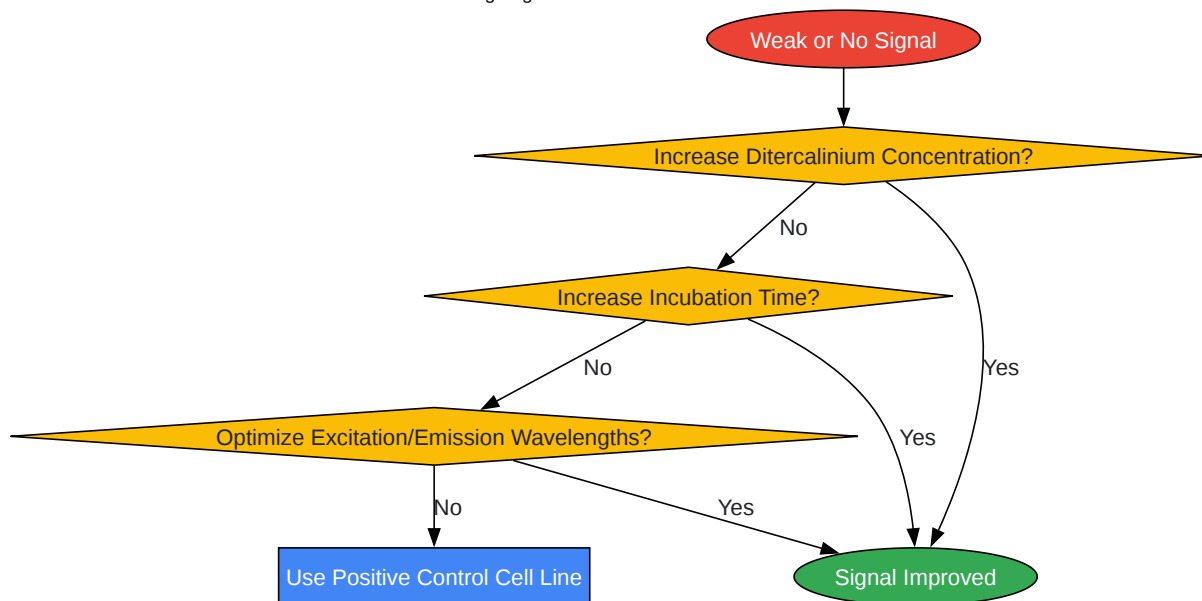 Weak or No Signal
Increase Ditercalinium Concentration?
No
Increase Incubation Time?
No
Yes
Optimize Excitation/Emission Wavelengths?
Yes
No
Yes
Use Positive Control Cell Line
Signal Improved